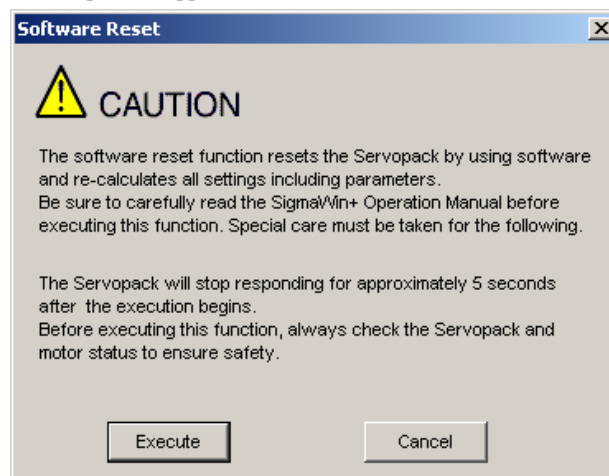 Software Reset
CAUTION
The software reset function resets the Servopack by using software
and re-calculates all settings including parameters.
Be sure to carefully read the SigmaWin+ Operation Manual before
executing this function. Special care must be taken for the following.
The Servopack will stop responding for approximately 5 seconds
after the execution begins.
Before executing this function, always check the Servopack and
motor status to ensure safety.
Execute
Cancel